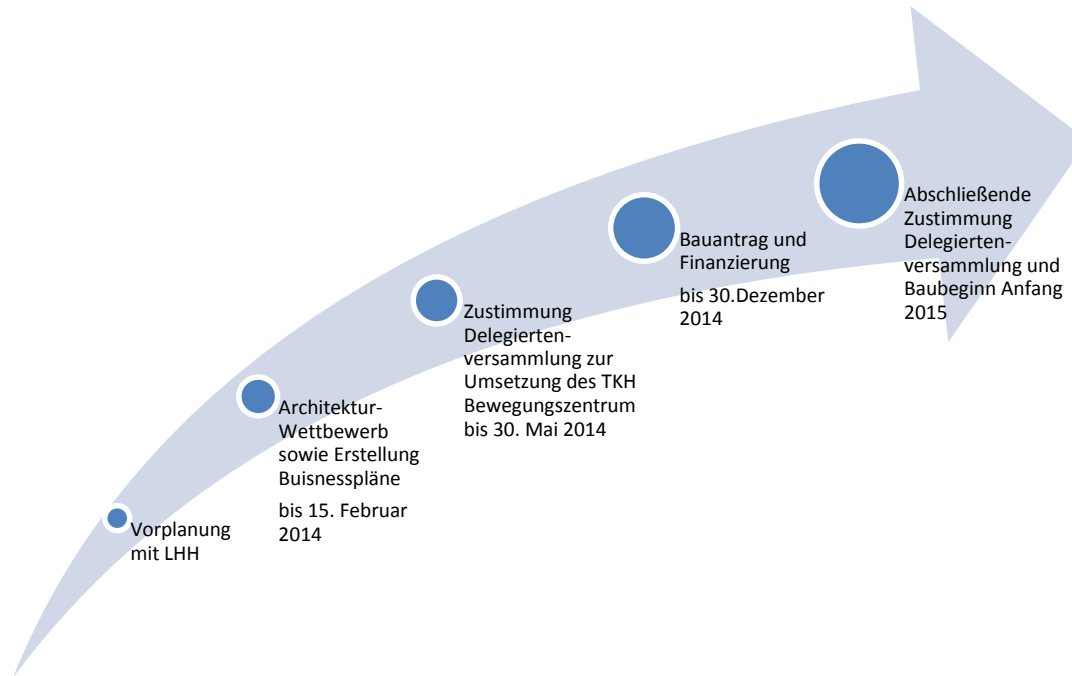 Vorplanung
mit LHH
Architektur-
Wettbewerb
sowie Erstellung
Buisnesspläne
bis 15. Februar
2014
Zustimmung
Delegierten-
versammlung zur
Umsetzung des TKH
Bewegungszentrum
bis 30. Mai 2014
Bauantrag und
Finanzierung
bis 30.Dezember
2014
Abschließende
Zustimmung
Delegierten-
versammlung und
Baubeginn Anfang
2015